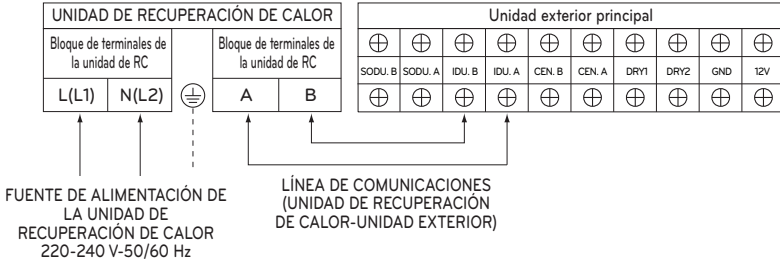 UNIDAD DE RECUPERACIÓN DE CALOR
Bloque de terminales de
la unidad de RC
Bloque de terminales de
la unidad de RC
L(L1) N(L2) A B
Unidad exterior principal
SODU. B SODU. A IDU. B IDU. A CEN. B CEN. A DRY1 DRY2 GND 12V
FUENTE DE ALIMENTACIÓN DE
LA UNIDAD DE
RECUPERACIÓN DE CALOR
220-240 V-50/60 Hz
LÍNEA DE COMUNICACIONES
(UNIDAD DE RECUPERACIÓN
DE CALOR-UNIDAD EXTERIOR)